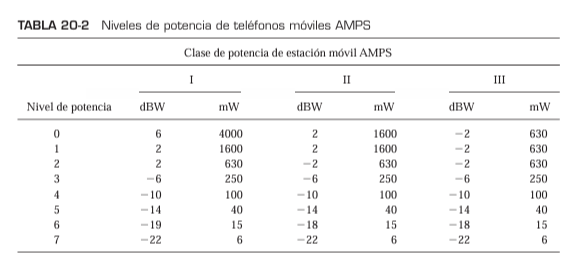 TABLA 20-2 Niveles de potencia de teléfonos móviles AMPS
Clase de potencia de estación móvil AMPS
I II III
Nivel de potencia dBW mW dBW mW dBW mW
0 6 4000 2 1600 −2 630
1 2 1600 2 1600 −2 630
2 2 630 −2 630 −2 630
3 −6 250 −6 250 −6 250
4 −10 100 −10 100 −10 100
5 −14 40 −14 40 −14 40
6 −19 15 −18 15 −18 15
7 −22 6 −22 6 −22 6